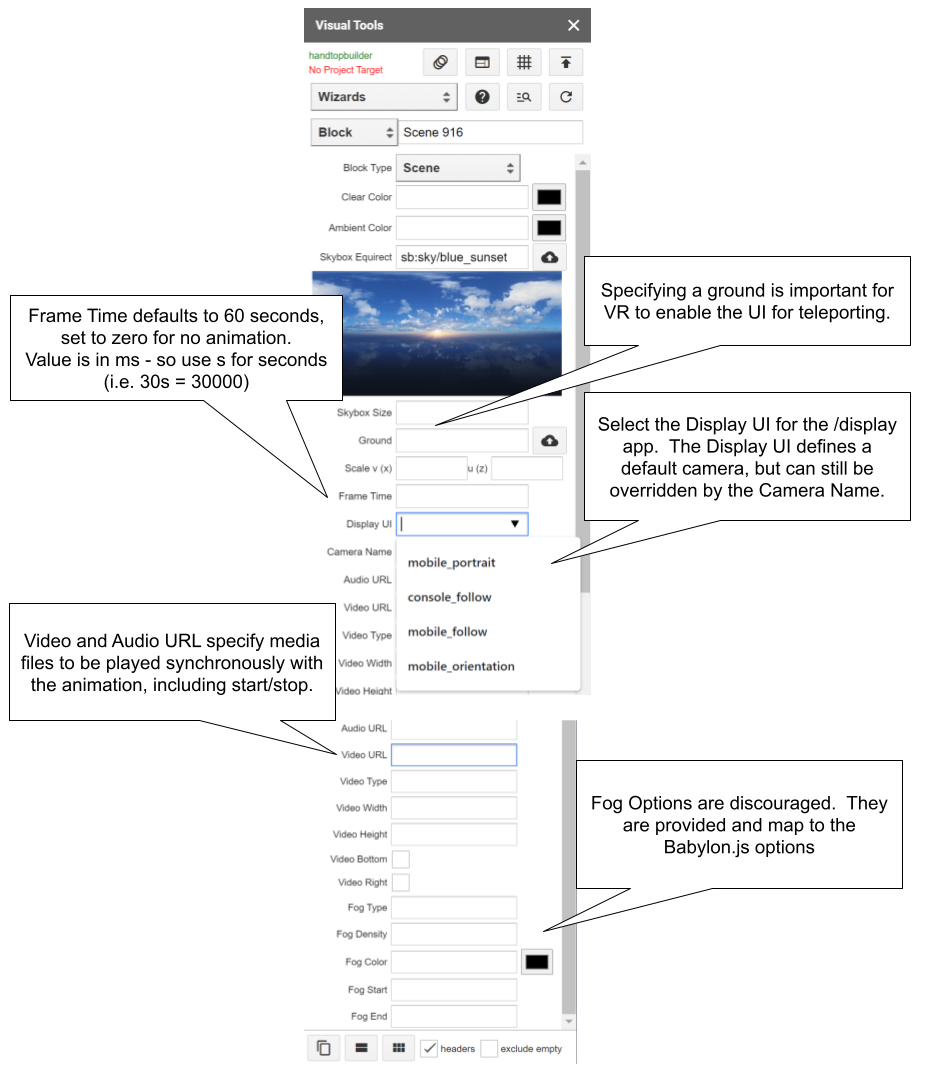 Visual Tools
handtopbuilder
No Project Target
Wizards
Block
Scene 916
Block Type
Scene
Clear Color
Ambient Color
Skybox Equirect
sb:sky/blue_sunset
Specifying a ground is important for
VR to enable the UI for teleporting.
Frame Time defaults to 60 seconds,
set to zero for no animation.
Value is in ms - so use s for seconds
(i.e. 30s = 30000)
Skybox Size
Ground
Scale v (x)
u (z)
Frame Time
Display UI
Select the Display UI for the /display
app.  The Display UI defines a
default camera, but can still be
overridden by the Camera Name.
Camera Name
Audio URL
Video URL
Video Type
Video Width
Video Height
mobile_portrait
console_follow
mobile_follow
mobile_orientation
Video and Audio URL specify media
files to be played synchronously with
the animation, including start/stop.
Audio URL
Video URL
Video Type
Video Width
Video Height
Video Bottom
Video Right
Fog Type
Fog Density
Fog Color
Fog Start
Fog End
Fog Options are discouraged.  They
are provided and map to the
Babylon.js options
headers
exclude empty